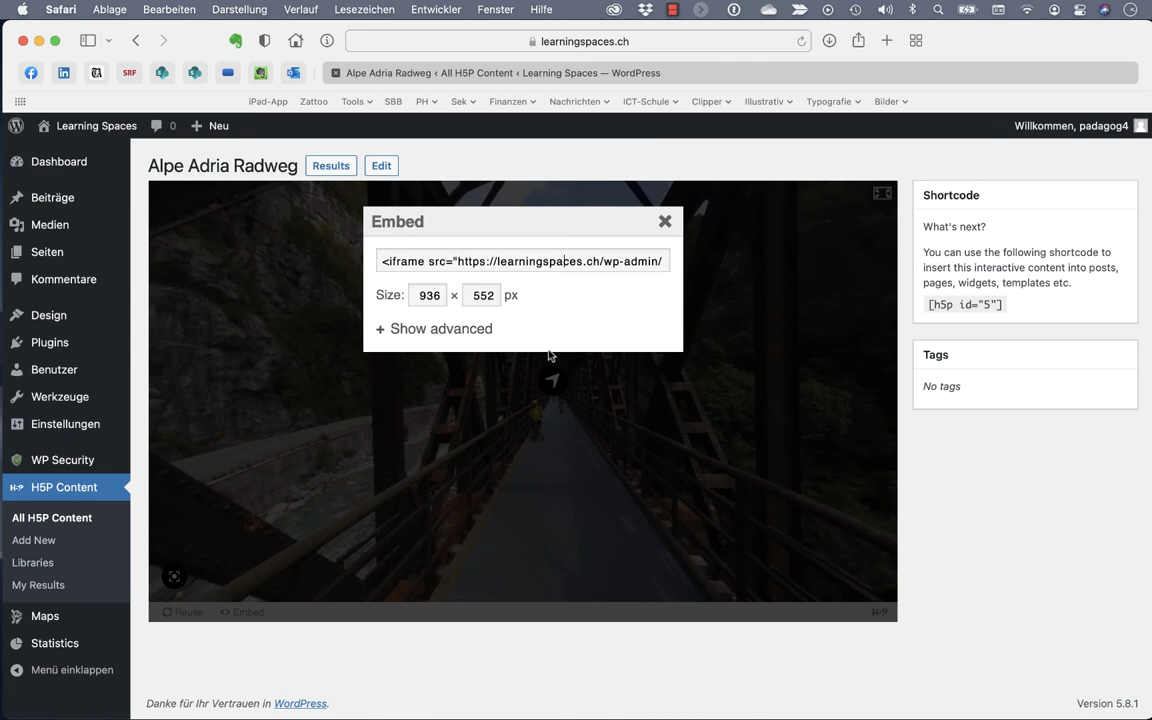 Safari Ablage Bearbeiten Darstellung Verlauf Lesezeichen Entwickler Fenster Hilfe
learningspaces.ch
SRF Alpe Adria Radweg ‹ All H5P Content ‹ Learning Spaces — WordPress
iPad-App Zattoo Tools SBB PH Sek Finanzen Nachrichten ICT-Schule Clipper Illustrativ Typografie Bilder
Learning Spaces 0 Neu Willkommen, padagog4
Dashboard
Beiträge
Medien
Seiten
Kommentare
Design
Plugins
Benutzer
Werkzeuge
Einstellungen
WP Security
H5P H5P Content
All H5P Content
Add New
Libraries
My Results
Maps
Statistics
Menü einklappen
Alpe Adria Radweg Results Edit
Embed
<iframe src="https://learningspaces.ch/wp-admin/
Size: 936 × 552 px
+ Show advanced
Reuse <> Embed H5P
Shortcode
What's next?
You can use the following shortcode to
insert this interactive content into posts,
pages, widgets, templates etc.
[h5p id="5"]
Tags
No tags
Danke für Ihr Vertrauen in WordPress.
Version 5.8.1